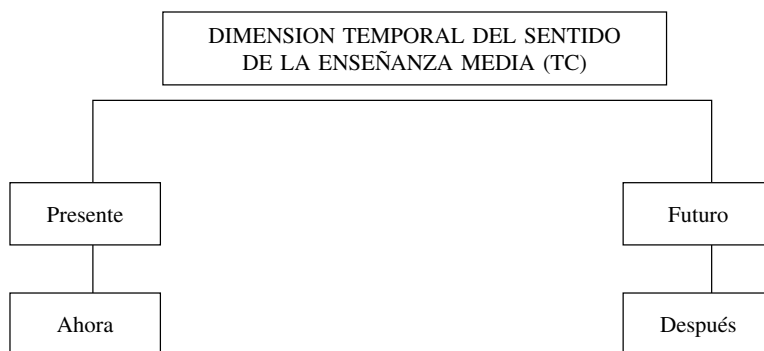 DIMENSION TEMPORAL DEL SENTIDO
DE LA ENSEÑANZA MEDIA (TC)
Presente
Futuro
Ahora
Después